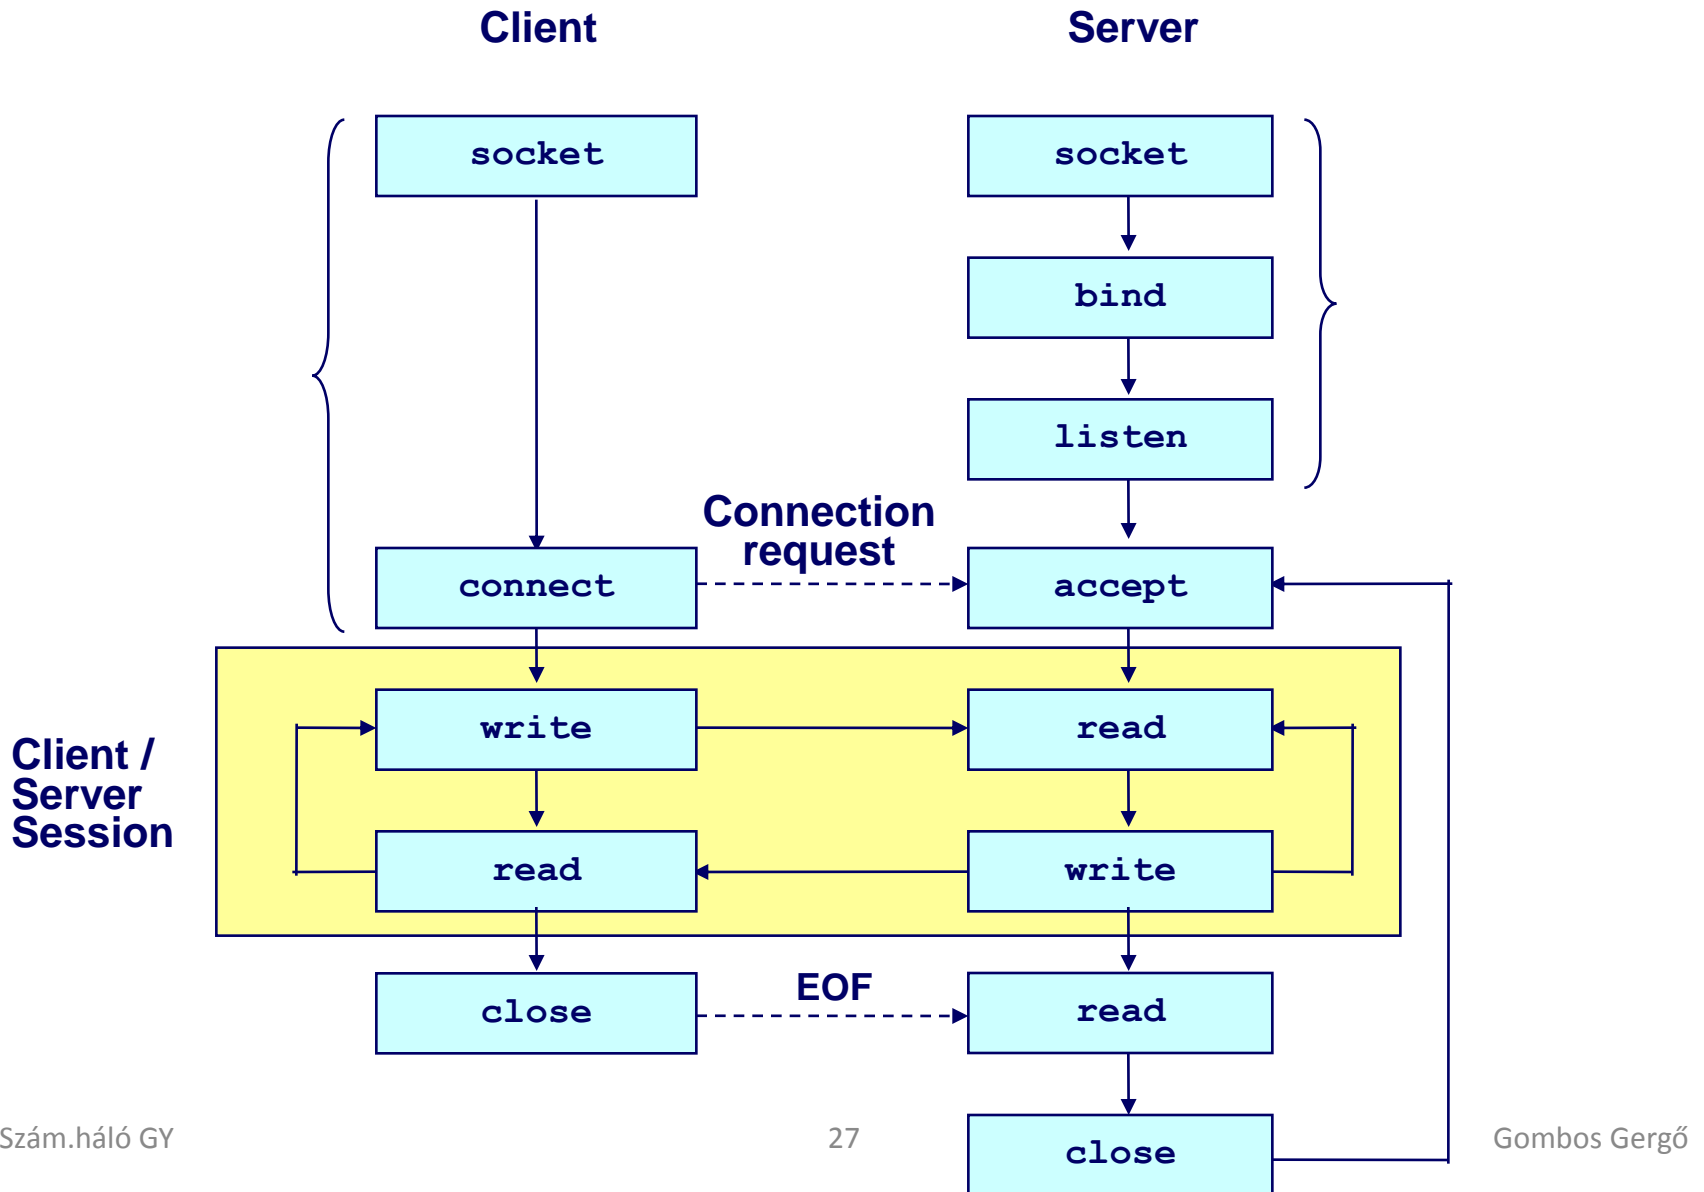 Client
Server
socket
socket
bind
listen
Connection
request
connect
accept
write
read
Client /
Server
Session
read
write
EOF
close
read
Szám.háló GY
27
Gombos Gergő
close